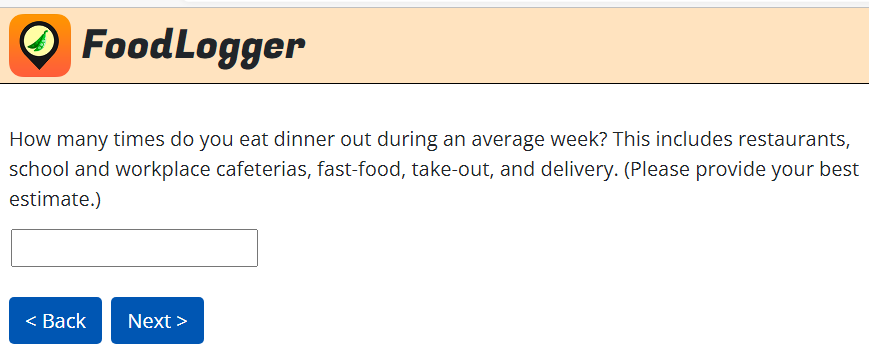 FoodLogger
How many times do you eat dinner out during an average week? This includes restaurants,
school and workplace cafeterias, fast-food, take-out, and delivery. (Please provide your best
estimate.)
< Back
Next >